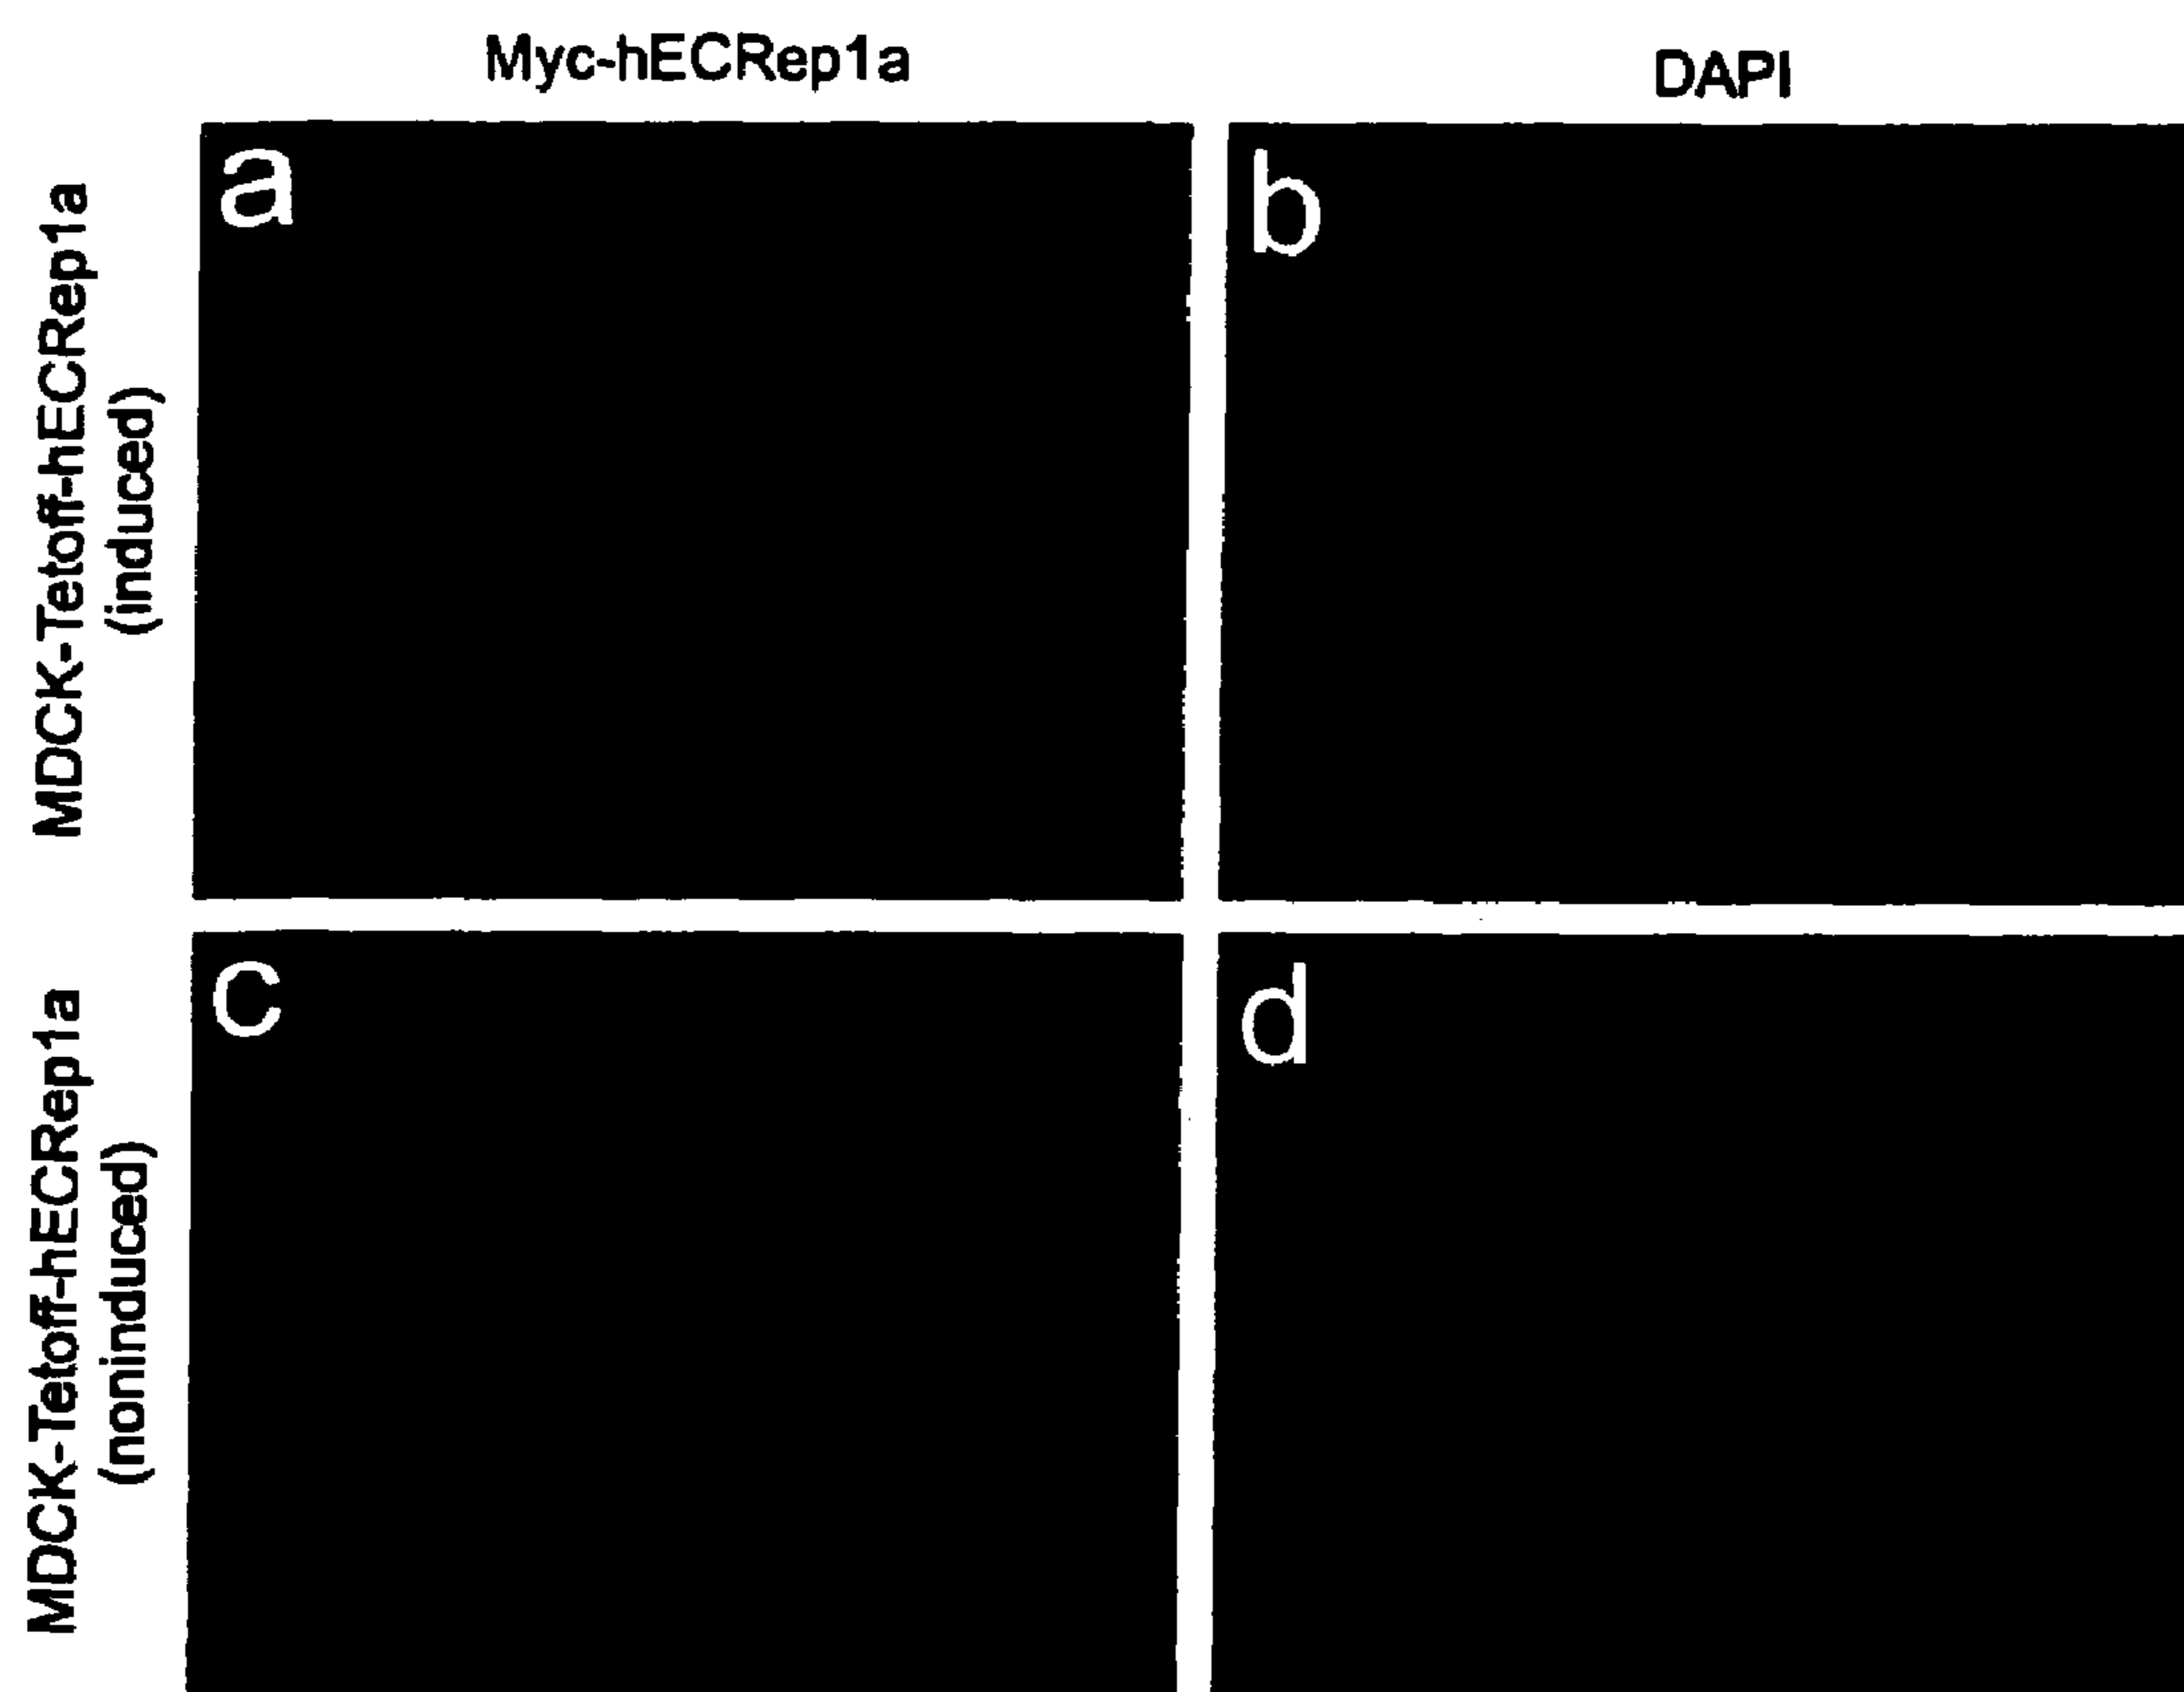 Myc-hECRep1a
DAPI
MDCK-Tetoff-hECRep1a
(induced)
a
b
MDCK-Tetoff-hECRep1a
(noninduced)
c
d